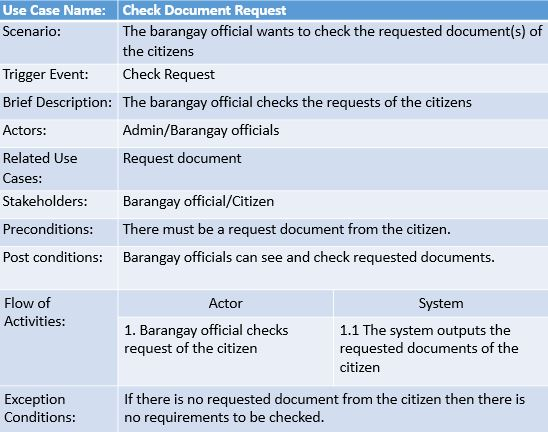 Use Case Name: Check Document Request
Scenario: The barangay official wants to check the requested document(s) of
the citizens
Trigger Event: Check Request
Brief Description: The barangay official checks the requests of the citizens
Actors: Admin/Barangay officials
Related Use Request document
Cases:
Stakeholders: Barangay official/Citizen
Preconditions: There must be a request document from the citizen.
Post conditions: Barangay officials can see and check requested documents.
Flow of Actor System
Activities: 1. Barangay official checks 1.1 The system outputs the
request of the citizen requested documents of the
citizen
Exception If there is no requested document from the citizen then there is
Conditions: no requirements to be checked.